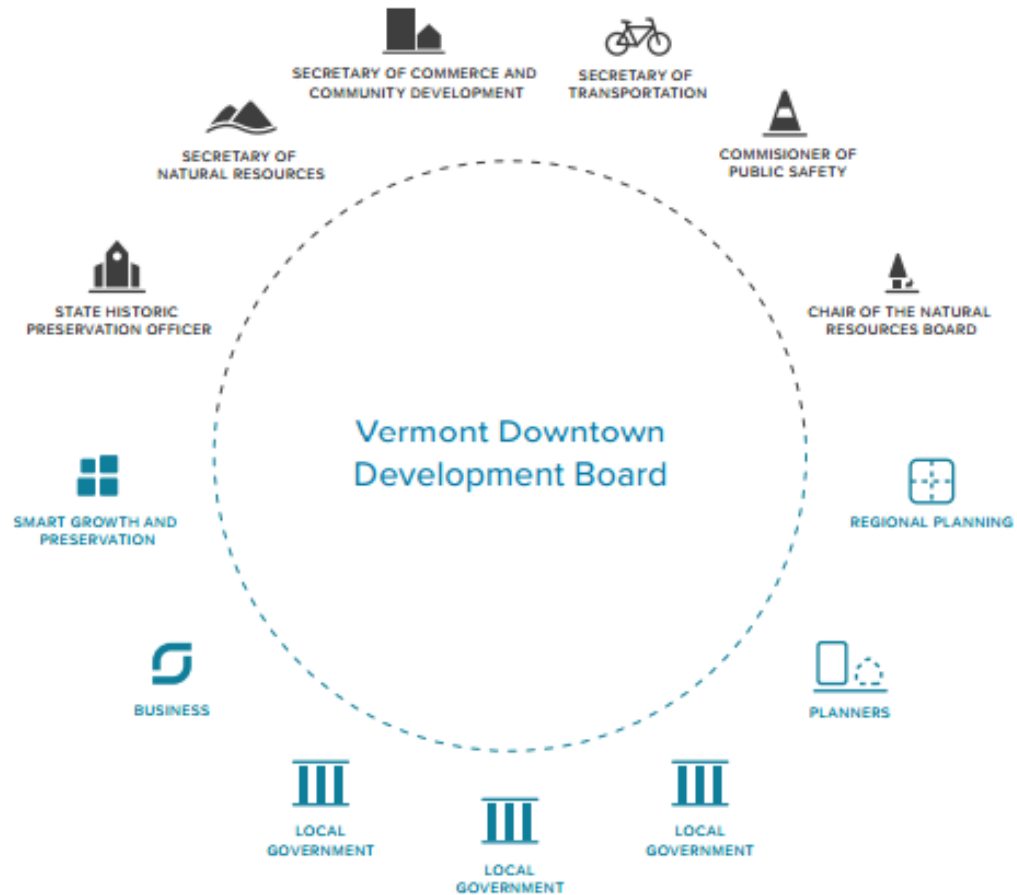 SECRETARY OF COMMERCE AND
COMMUNITY DEVELOPMENT
SECRETARY OF
TRANSPORTATION
SECRETARY OF
NATURAL RESOURCES
COMMISIONER OF
PUBLIC SAFETY
STATE HISTORIC
PRESERVATION OFFICER
CHAIR OF THE NATURAL
RESOURCES BOARD
Vermont Downtown
Development Board
SMART GROWTH AND
PRESERVATION
REGIONAL PLANNING
BUSINESS
PLANNERS
LOCAL
GOVERNMENT
LOCAL
GOVERNMENT
LOCAL
GOVERNMENT